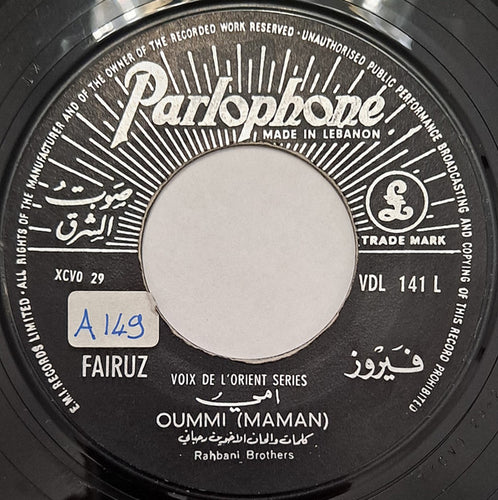 E.M.I. RECORDS LIMITED · ALL RIGHTS OF THE MANUFACTURER AND OF THE OWNER OF THE RECORDED WORK RESERVED · UNAUTHORISED PUBLIC PERFORMANCE BROADCASTING AND COPYING OF THIS RECORD PROHIBITED
Parlophone
MADE IN LEBANON
صوت
الشرق
£
TRADE MARK
XCVO 29
VDL 141 L
A 149
FAIRUZ
فيروز
VOIX DE L'ORIENT SERIES
امي
OUMMI (MAMAN)
كلمات والحان الاخوين رحباني
Rahbani Brothers